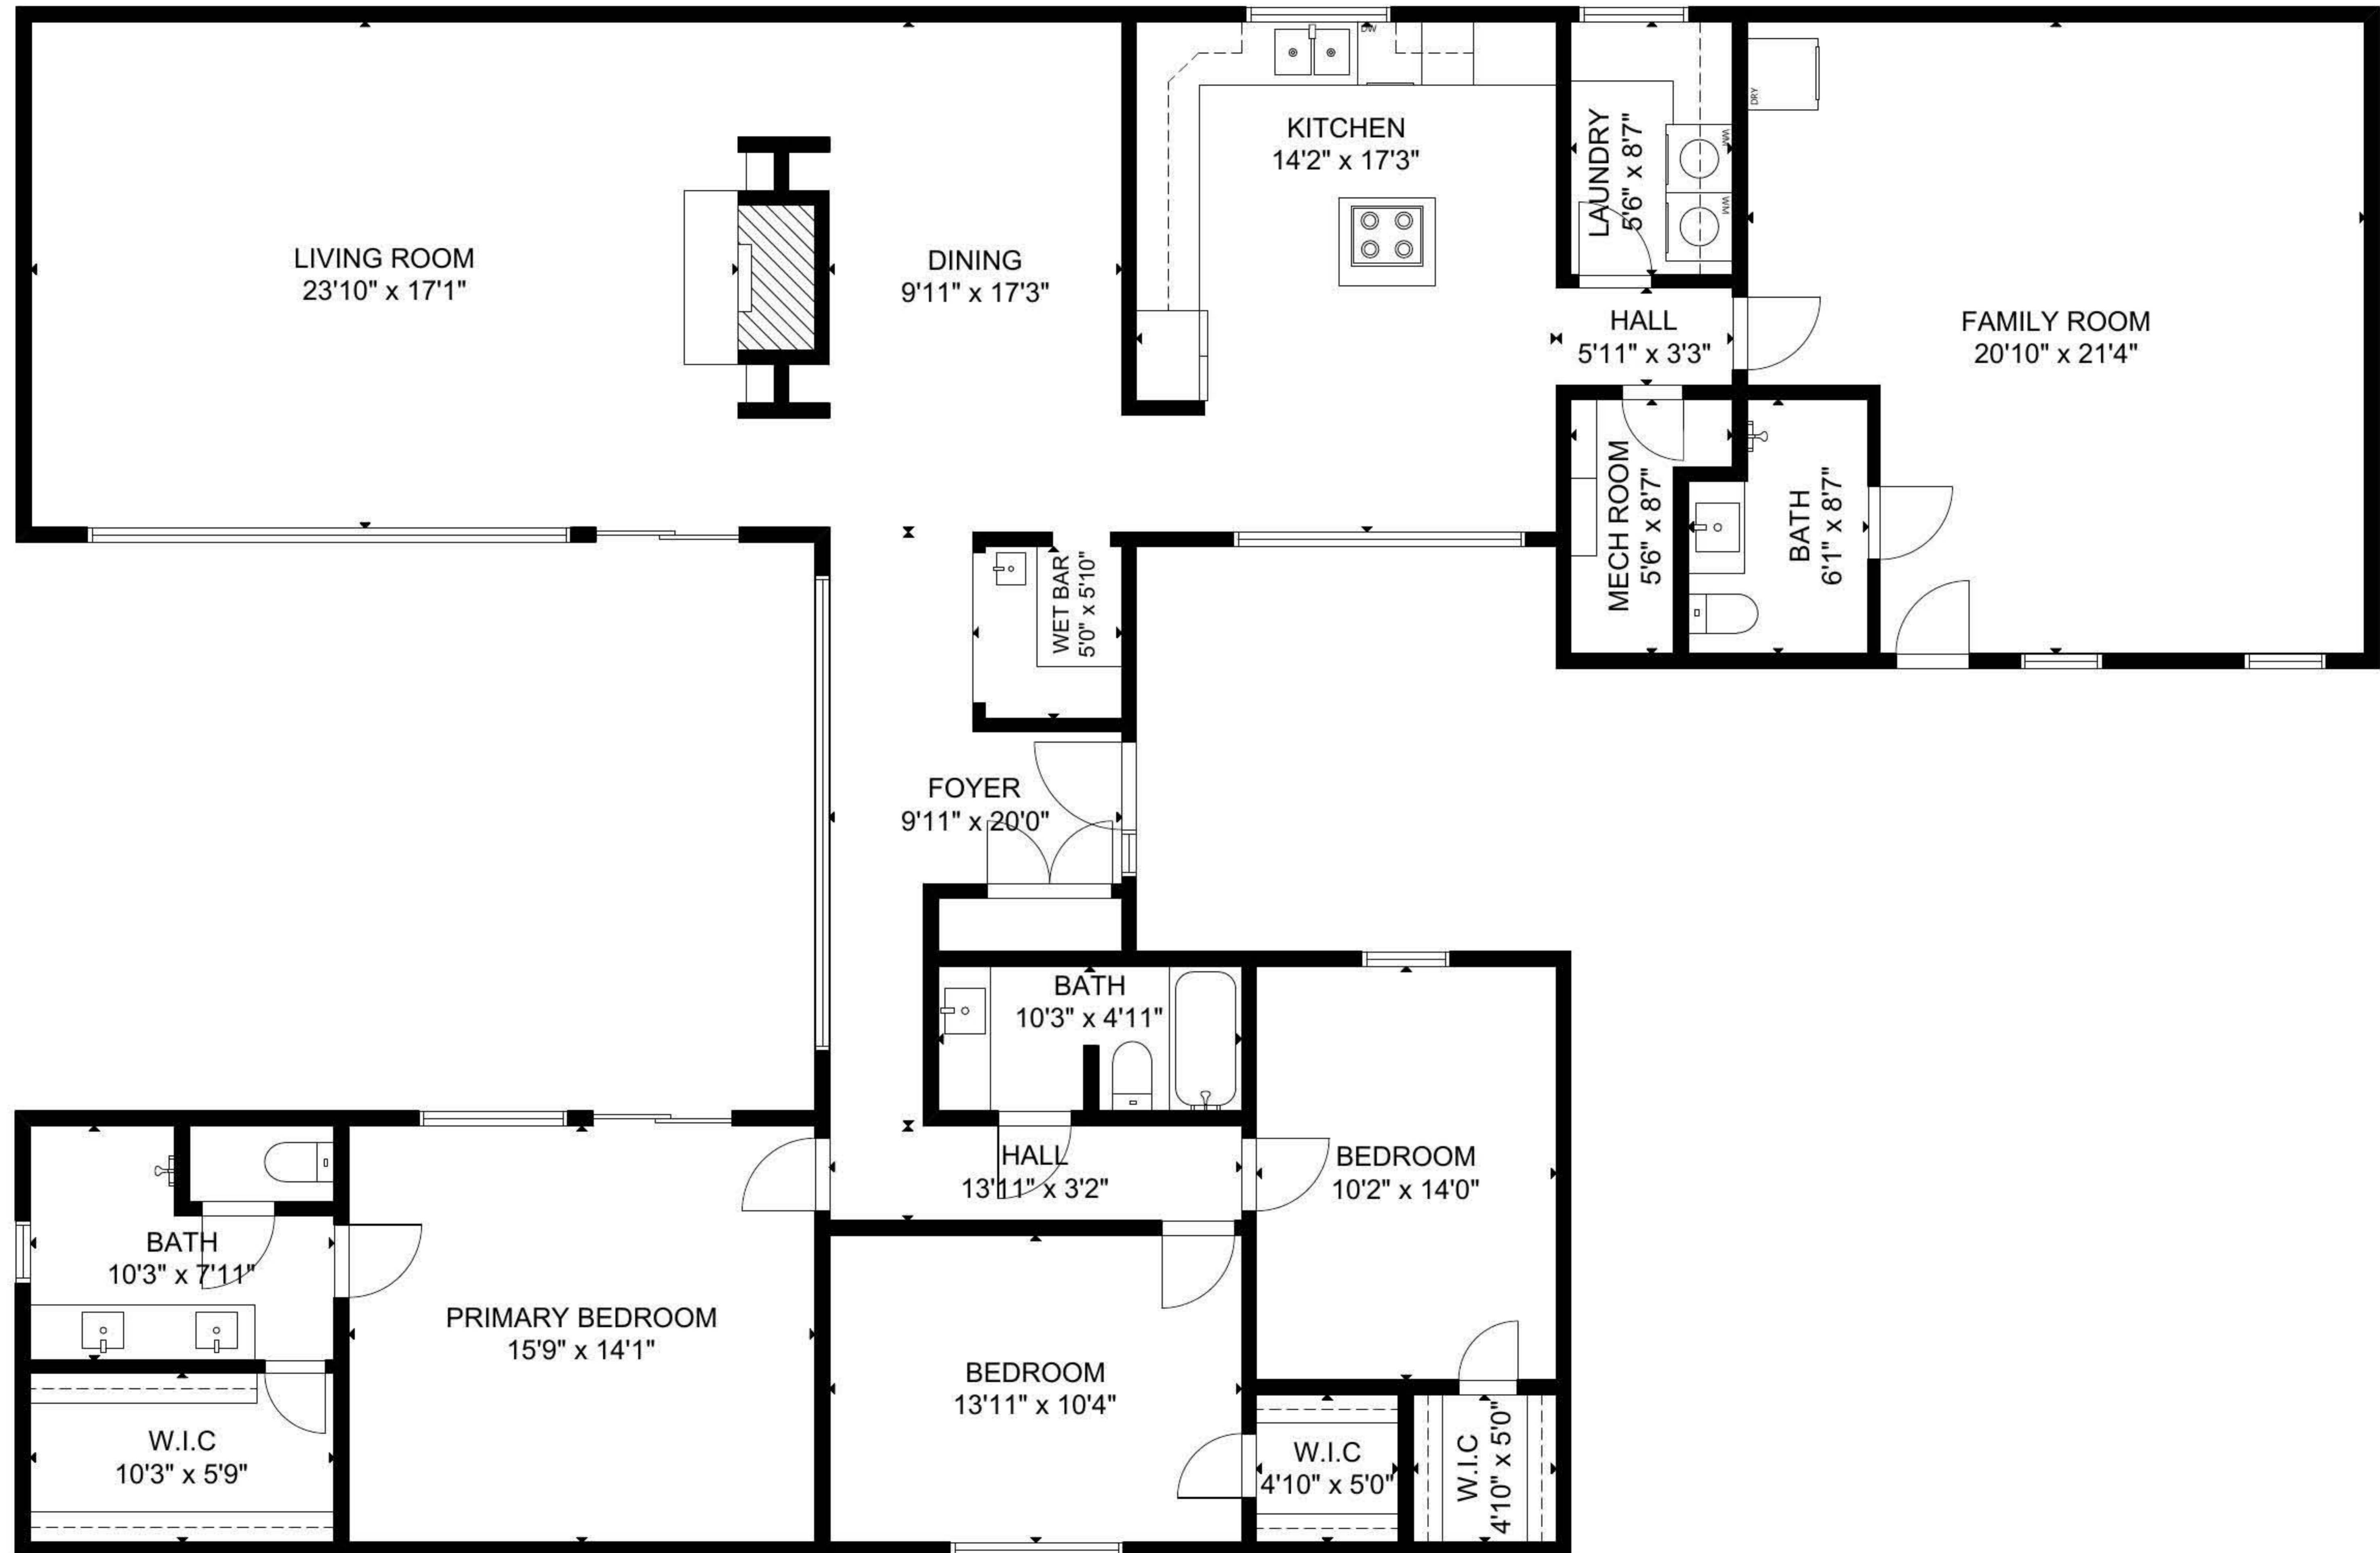 DW
KITCHEN
14'2" x 17'3"
LAUNDRY
5'6" x 8'7"
WM
WM
DRY
LIVING ROOM
23'10" x 17'1"
DINING
9'11" x 17'3"
HALL
5'11" x 3'3"
FAMILY ROOM
20'10" x 21'4"
MECH ROOM
5'6" x 8'7"
BATH
6'1" x 8'7"
WET BAR
5'0" x 5'10"
FOYER
9'11" x 20'0"
BATH
10'3" x 4'11"
HALL
13'11" x 3'2"
BEDROOM
10'2" x 14'0"
BATH
10'3" x 7'11"
PRIMARY BEDROOM
15'9" x 14'1"
BEDROOM
13'11" x 10'4"
W.I.C
10'3" x 5'9"
W.I.C
4'10" x 5'0"
W.I.C
4'10" x 5'0"